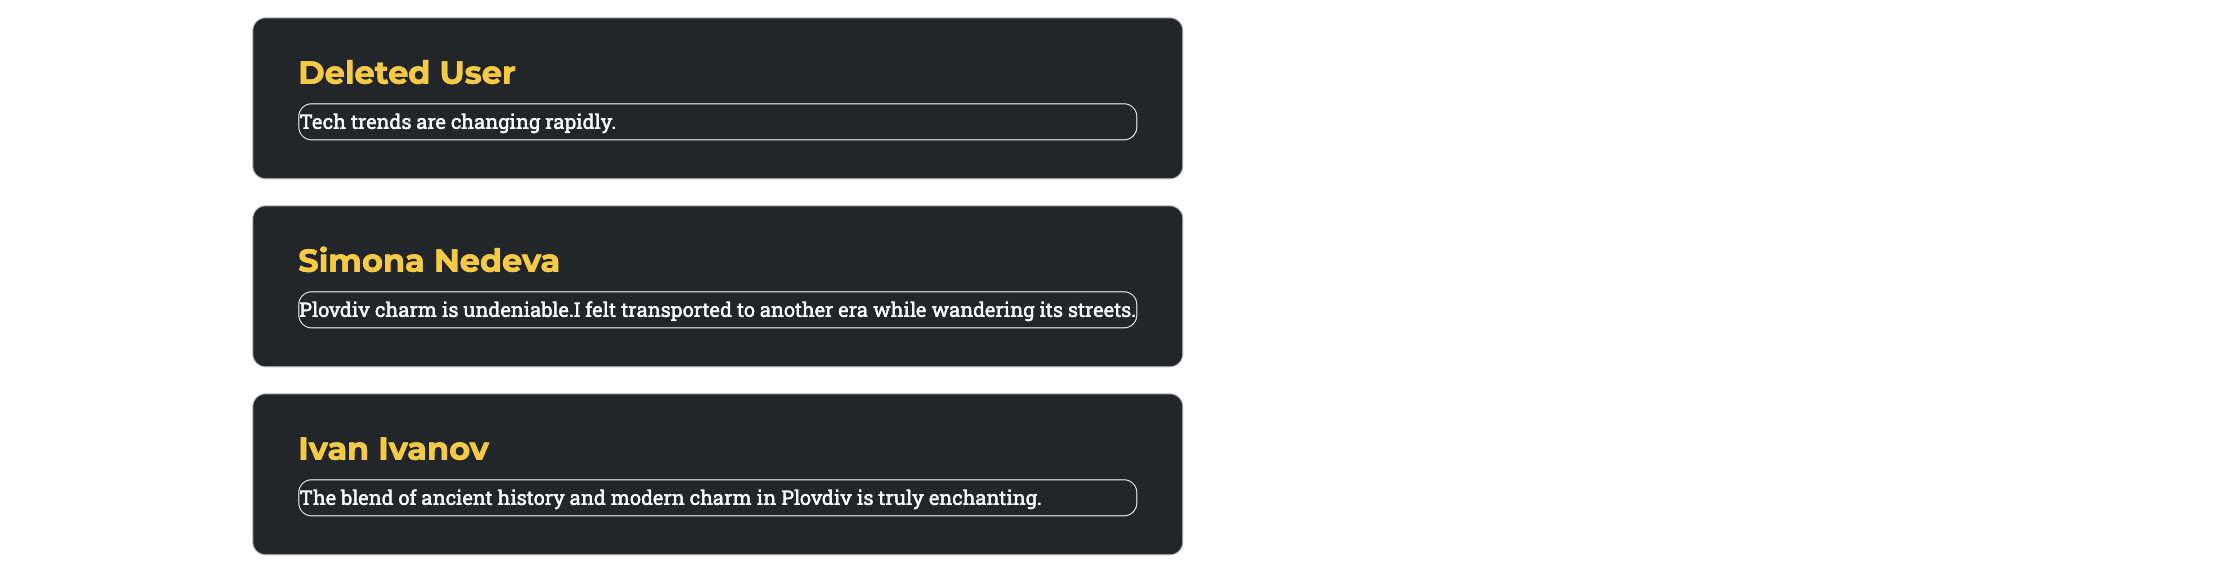 Deleted User
Tech trends are changing rapidly.
Simona Nedeva
Plovdiv charm is undeniable.I felt transported to another era while wandering its streets.
Ivan Ivanov
The blend of ancient history and modern charm in Plovdiv is truly enchanting.